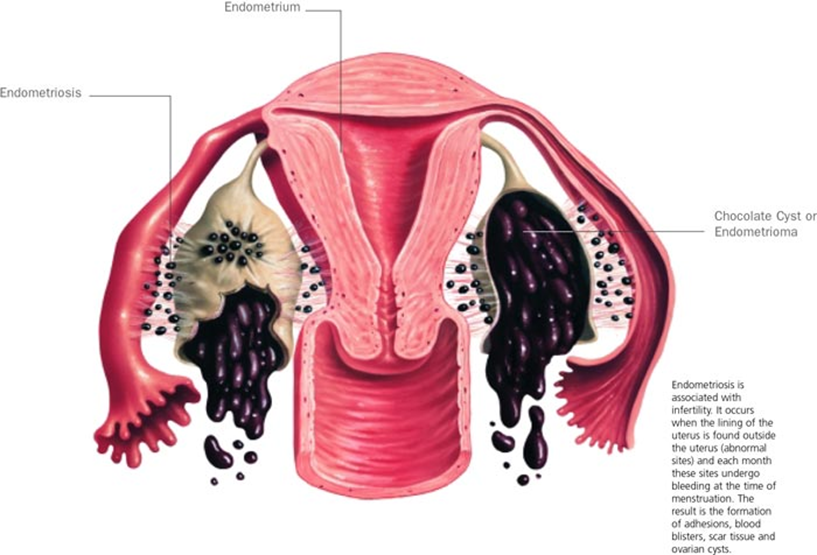 Endometrium
Endometriosis
Chocolate Cyst or
Endometrioma
Endometriosis is
associated with
infertility. It occurs
when the lining of the
uterus is found outside
the uterus (abnormal
sites) and each month
these sites undergo
bleeding at the time of
menstruation. The
result is the formation
of adhesions, blood
blisters, scar tissue and
ovarian cysts.